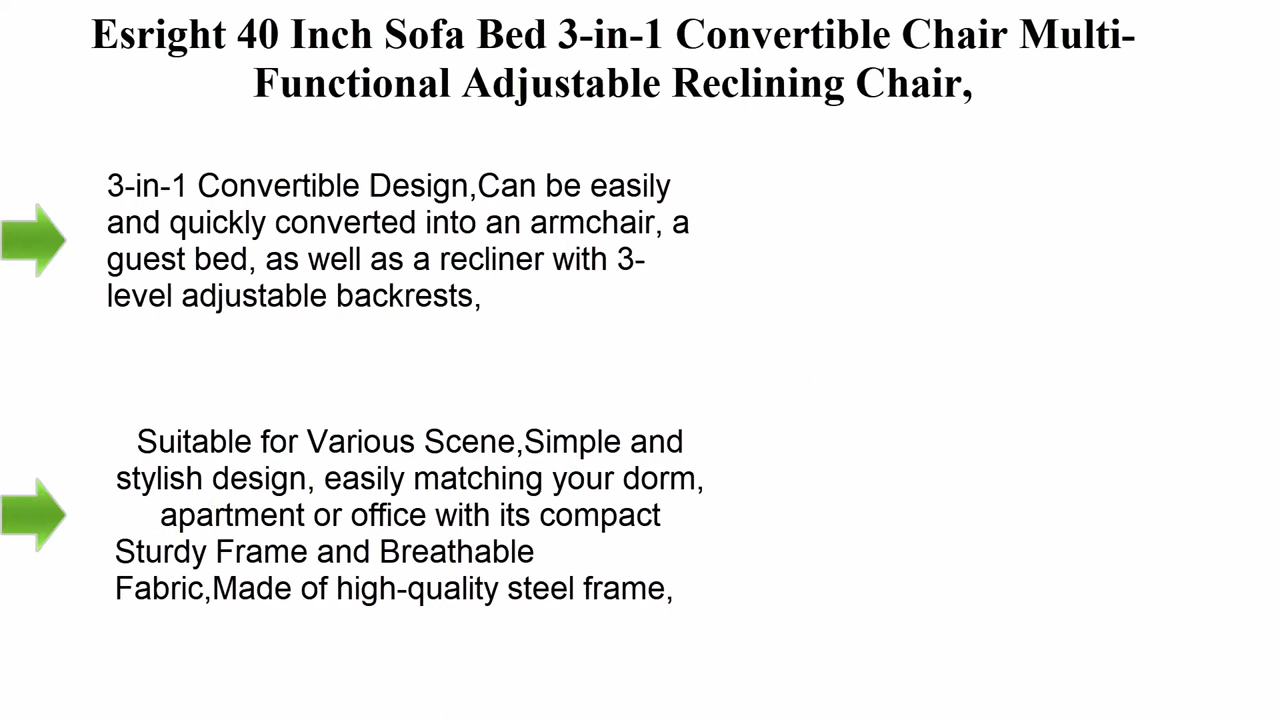 Esright 40 Inch Sofa Bed 3-in-1 Convertible Chair Multi-
Functional Adjustable Reclining Chair,
3-in-1 Convertible Design,Can be easily
and quickly converted into an armchair, a
guest bed, as well as a recliner with 3-
level adjustable backrests,
Suitable for Various Scene,Simple and
stylish design, easily matching your dorm,
apartment or office with its compact
Sturdy Frame and Breathable
Fabric,Made of high-quality steel frame,